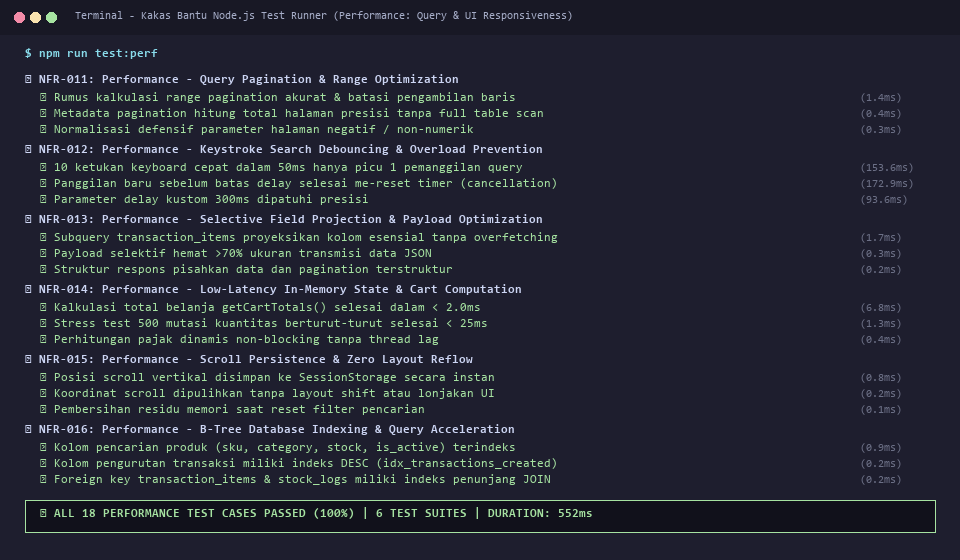 Terminal - Kakas Bantu Node.js Test Runner (Performance: Query & UI Responsiveness)
$ npm run test:perf
NFR-011: Performance - Query Pagination & Range Optimization
Rumus kalkulasi range pagination akurat & batasi pengambilan baris (1.4ms)
Metadata pagination hitung total halaman presisi tanpa full table scan (0.4ms)
Normalisasi defensif parameter halaman negatif / non-numerik (0.3ms)
NFR-012: Performance - Keystroke Search Debouncing & Overload Prevention
10 ketukan keyboard cepat dalam 50ms hanya picu 1 pemanggilan query (153.6ms)
Panggilan baru sebelum batas delay selesai me-reset timer (cancellation) (172.9ms)
Parameter delay kustom 300ms dipatuhi presisi (93.6ms)
NFR-013: Performance - Selective Field Projection & Payload Optimization
Subquery transaction_items proyeksikan kolom esensial tanpa overfetching (1.7ms)
Payload selektif hemat >70% ukuran transmisi data JSON (0.3ms)
Struktur respons pisahkan data dan pagination terstruktur (0.2ms)
NFR-014: Performance - Low-Latency In-Memory State & Cart Computation
Kalkulasi total belanja getCartTotals() selesai dalam < 2.0ms (6.8ms)
Stress test 500 mutasi kuantitas berturut-turut selesai < 25ms (1.3ms)
Perhitungan pajak dinamis non-blocking tanpa thread lag (0.4ms)
NFR-015: Performance - Scroll Persistence & Zero Layout Reflow
Posisi scroll vertikal disimpan ke SessionStorage secara instan (0.8ms)
Koordinat scroll dipulihkan tanpa layout shift atau lonjakan UI (0.2ms)
Pembersihan residu memori saat reset filter pencarian (0.1ms)
NFR-016: Performance - B-Tree Database Indexing & Query Acceleration
Kolom pencarian produk (sku, category, stock, is_active) terindeks (0.9ms)
Kolom pengurutan transaksi miliki indeks DESC (idx_transactions_created) (0.2ms)
Foreign key transaction_items & stock_logs miliki indeks penunjang JOIN (0.2ms)
ALL 18 PERFORMANCE TEST CASES PASSED (100%) | 6 TEST SUITES | DURATION: 552ms